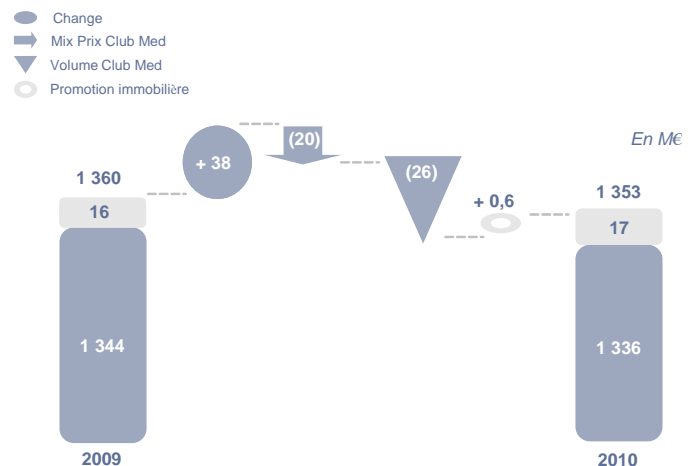 Change
Mix Prix Club Med
Volume Club Med
Promotion immobilière
En M€
1 360
+ 38
(20)
(26)
+ 0,6
1 353
16
17
1 344
1 336
2009
2010